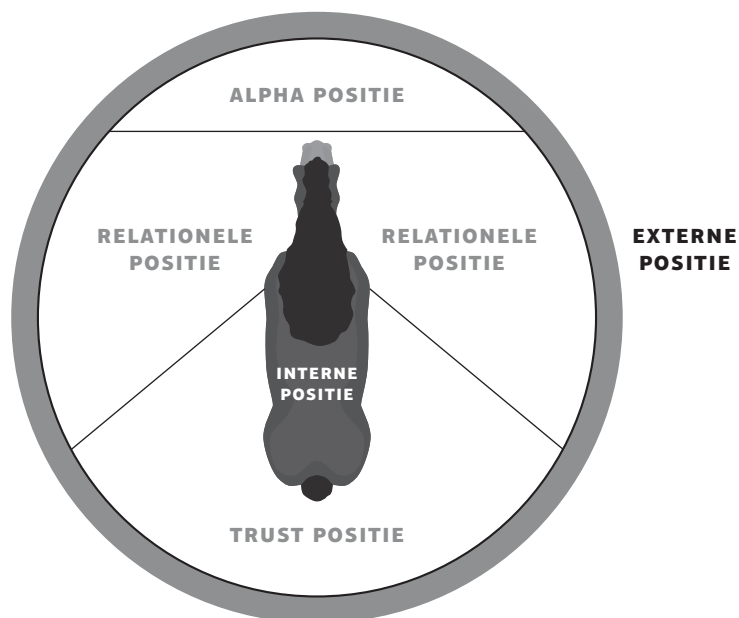 ALPHA POSITIE
RELATIONELE
POSITIE
RELATIONELE
POSITIE
EXTERNE
POSITIE
INTERNE
POSITIE
TRUST POSITIE